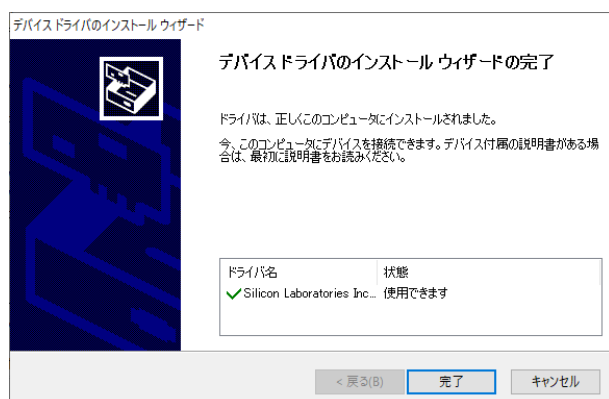 デバイス ドライバのインストール ウィザード
デバイス ドライバのインストール ウィザードの完了
ドライバは、正しくこのコンピュータにインストールされました。
今、このコンピュータにデバイスを接続できます。デバイス付属の説明書がある場
合は、最初に説明書をお読みください。
ドライバ名 状態
Silicon Laboratories Inc... 使用できます
< 戻る(B) 完了 キャンセル